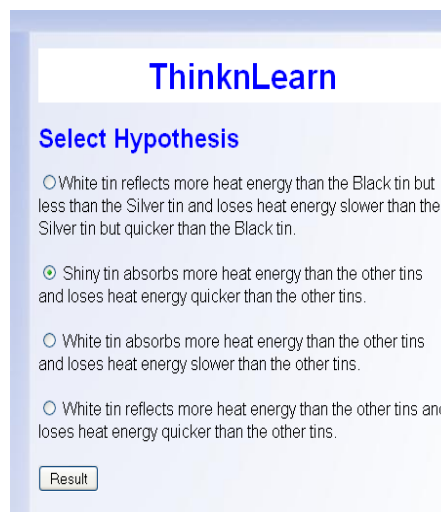 ThinknLearn
Select Hypothesis
White tin reflects more heat energy than the Black tin but
less than the Silver tin and loses heat energy slower than the
Silver tin but quicker than the Black tin.
Shiny tin absorbs more heat energy than the other tins
and loses heat energy quicker than the other tins.
White tin absorbs more heat energy than the other tins
and loses heat energy slower than the other tins.
White tin reflects more heat energy than the other tins and
loses heat energy quicker than the other tins.
Result